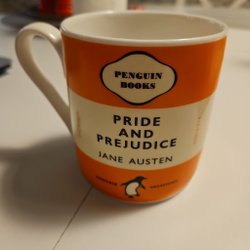 PENGUIN
BOOKS
PRIDE
AND
PREJUDICE
JANE AUSTEN